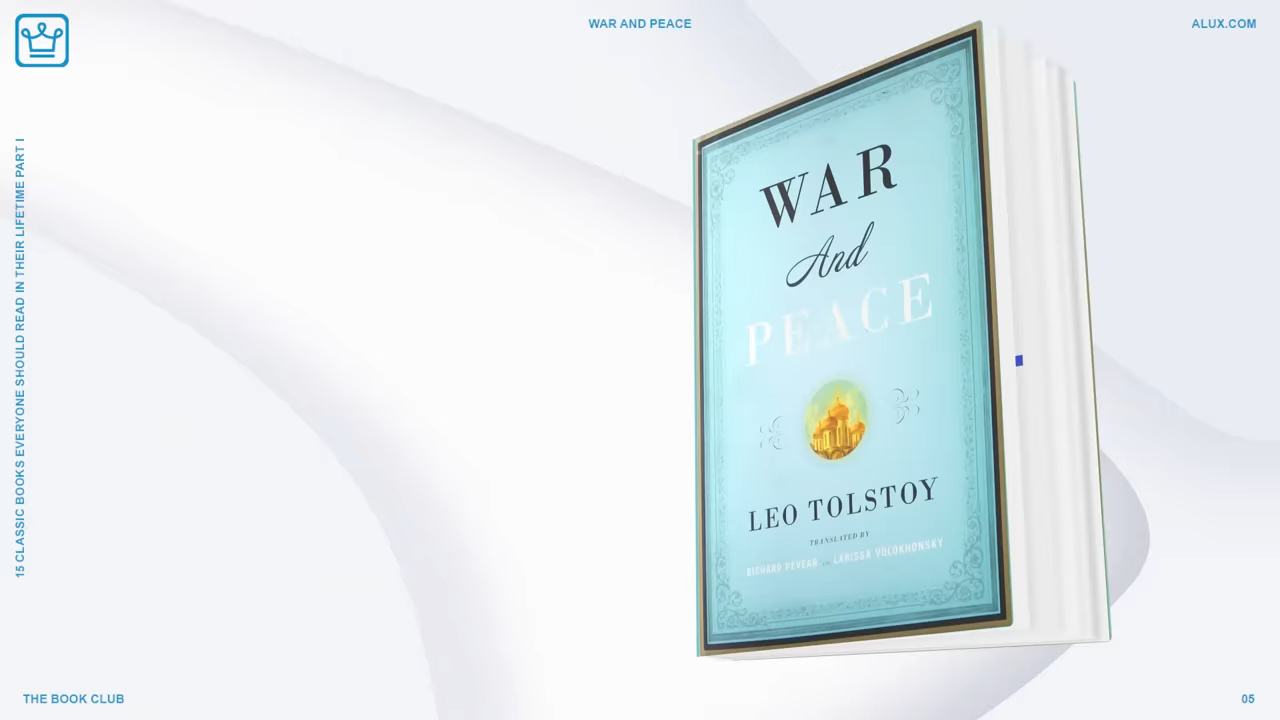 WAR AND PEACE
ALUX.COM
15 CLASSIC BOOKS EVERYONE SHOULD READ IN THEIR LIFETIME PART I
WAR
And
PEACE
LEO TOLSTOY
TRANSLATED BY
RICHARD PEVEAR
LARISSA VOLOKHONSKY
THE BOOK CLUB
05